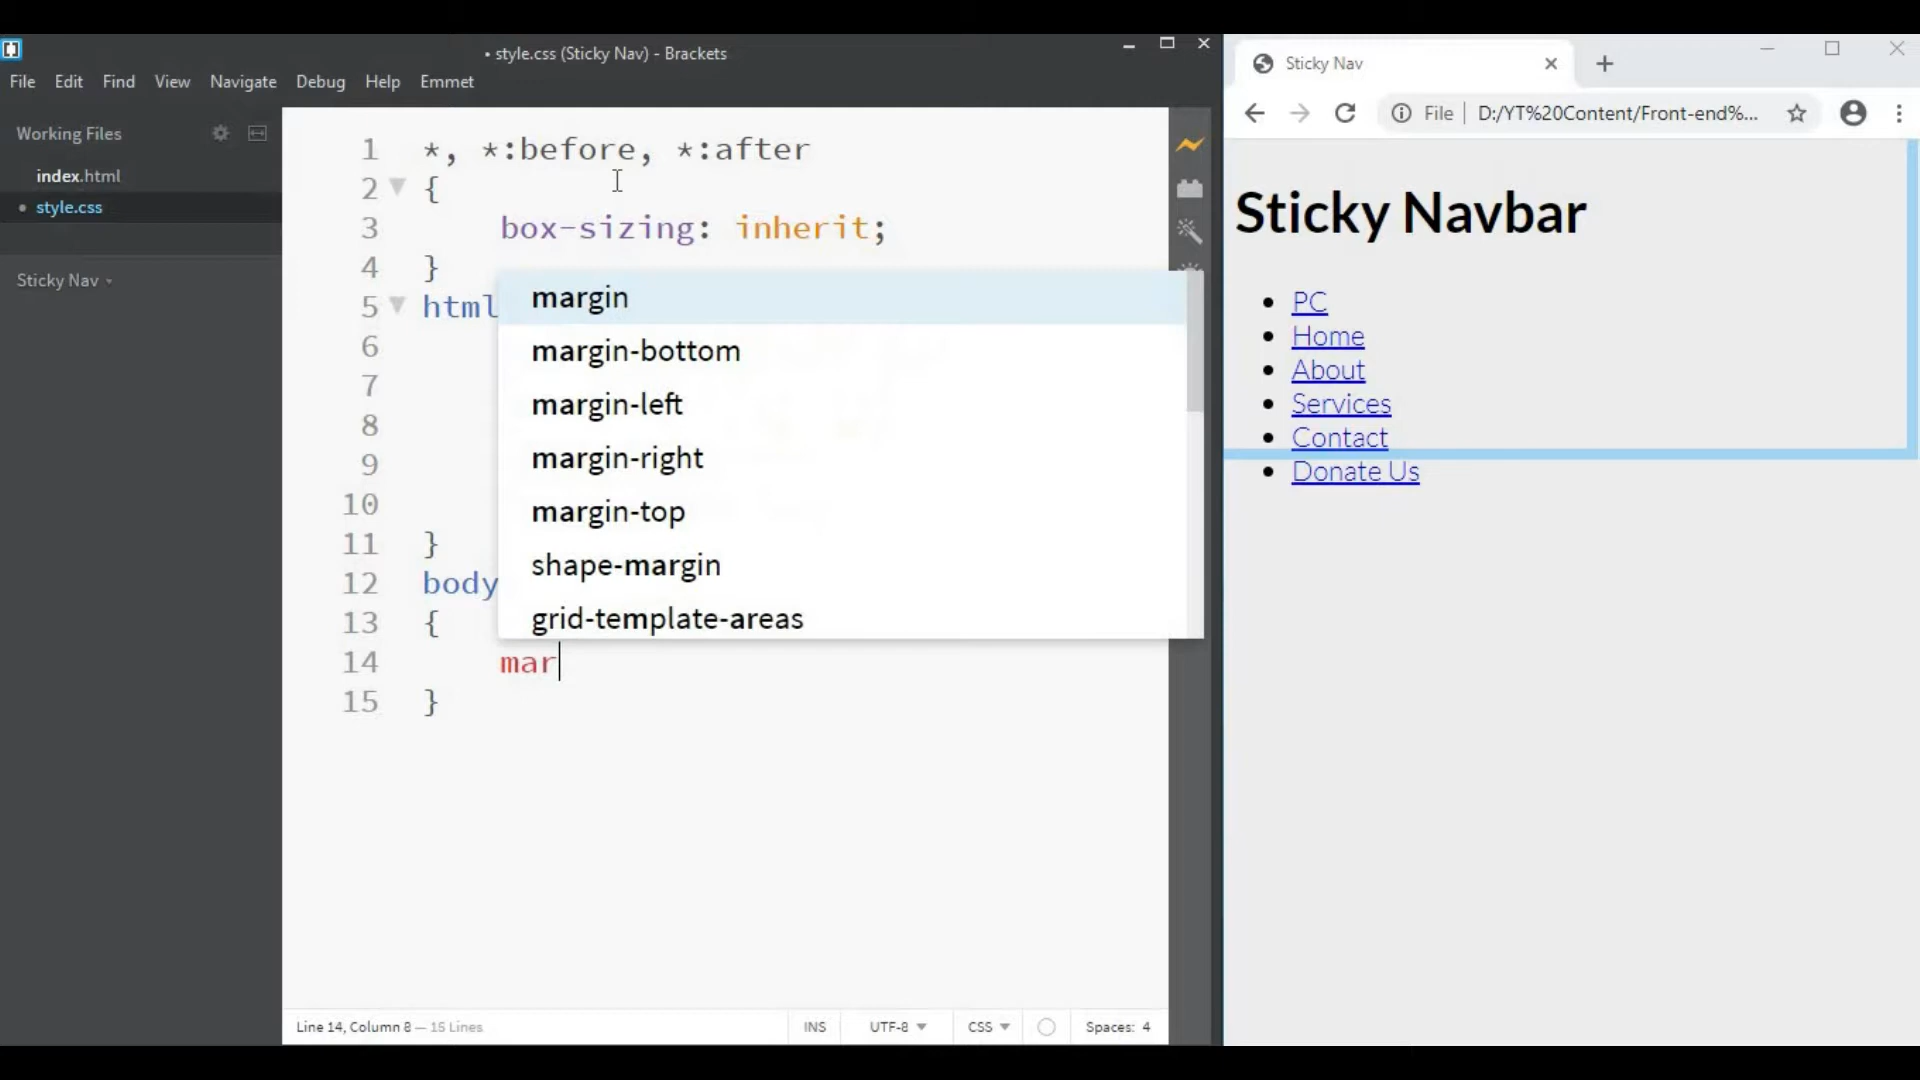 • style.css (Sticky Nav) - Brackets
File Edit Find View Navigate Debug Help Emmet
Working Files
index.html
• style.css
Sticky Nav
1 *, *:before, *:after
2 {
3 box-sizing: inherit;
4 }
5 html
6
7
8
9
10
11 }
12 body
13 {
14 mar
15 }
margin
margin-bottom
margin-left
margin-right
margin-top
shape-margin
grid-template-areas
Line 14, Column 8 — 15 Lines
INS UTF-8 CSS Spaces: 4
Sticky Nav
File D:/YT%20Content/Front-end%...
Sticky Navbar
• PC
• Home
• About
• Services
• Contact
• Donate Us